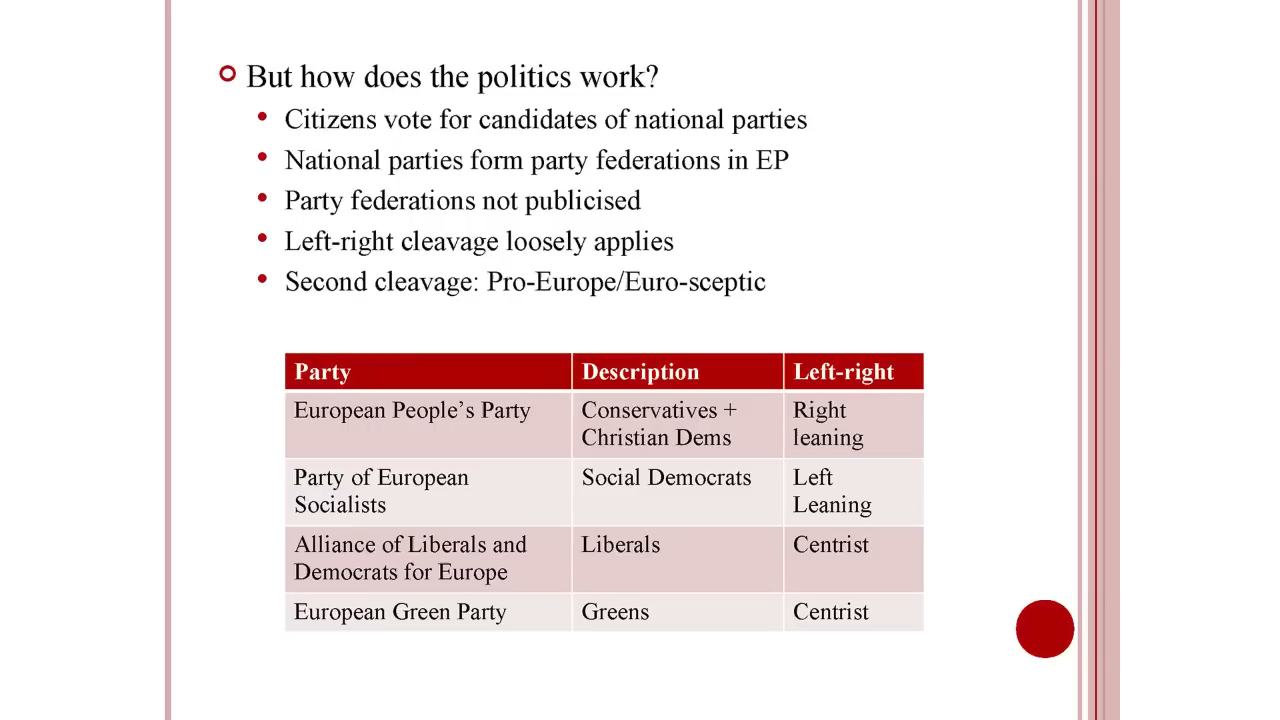 But how does the politics work?
Citizens vote for candidates of national parties
National parties form party federations in EP
Party federations not publicised
Left-right cleavage loosely applies
Second cleavage: Pro-Europe/Euro-sceptic
Party Description Left-right
European People’s Party Conservatives + Right
Christian Dems leaning
Party of European Social Democrats Left
Socialists Leaning
Alliance of Liberals and Liberals Centrist
Democrats for Europe
European Green Party Greens Centrist